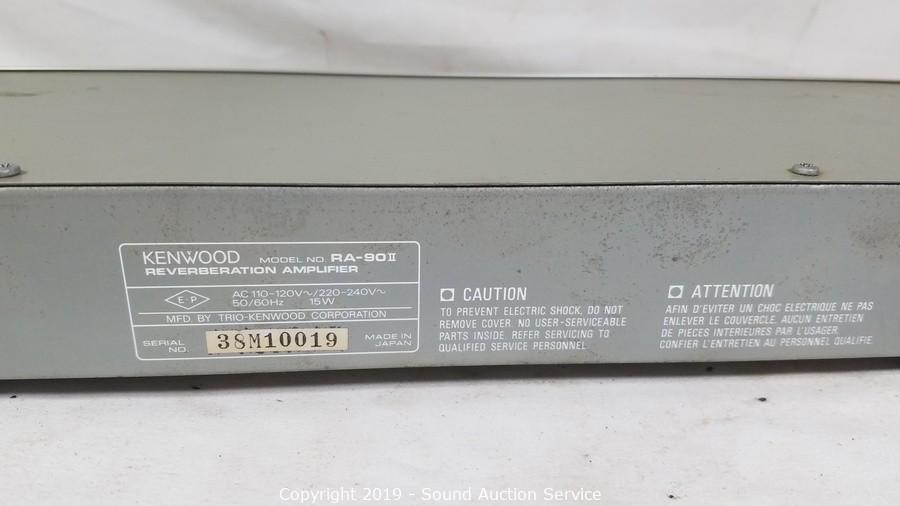 KENWOOD MODEL NO. RA-90II
REVERBERATION AMPLIFIER
E-P
AC 110-120V~/220-240V~
50/60Hz 15W
MFD. BY TRIO-KENWOOD CORPORATION
SERIAL NO. 38M10019 MADE IN JAPAN
CAUTION
TO PREVENT ELECTRIC SHOCK, DO NOT
REMOVE COVER. NO USER-SERVICEABLE
PARTS INSIDE. REFER SERVICING TO
QUALIFIED SERVICE PERSONNEL.
ATTENTION
AFIN D'EVITER UN CHOC ELECTRIQUE NE PAS
ENLEVER LE COUVERCLE. AUCUN ENTRETIEN
DE PIECES INTERIEURES PAR L'USAGER.
CONFIER L'ENTRETIEN AU PERSONNEL QUALIFIE.
Copyright 2019 - Sound Auction Service